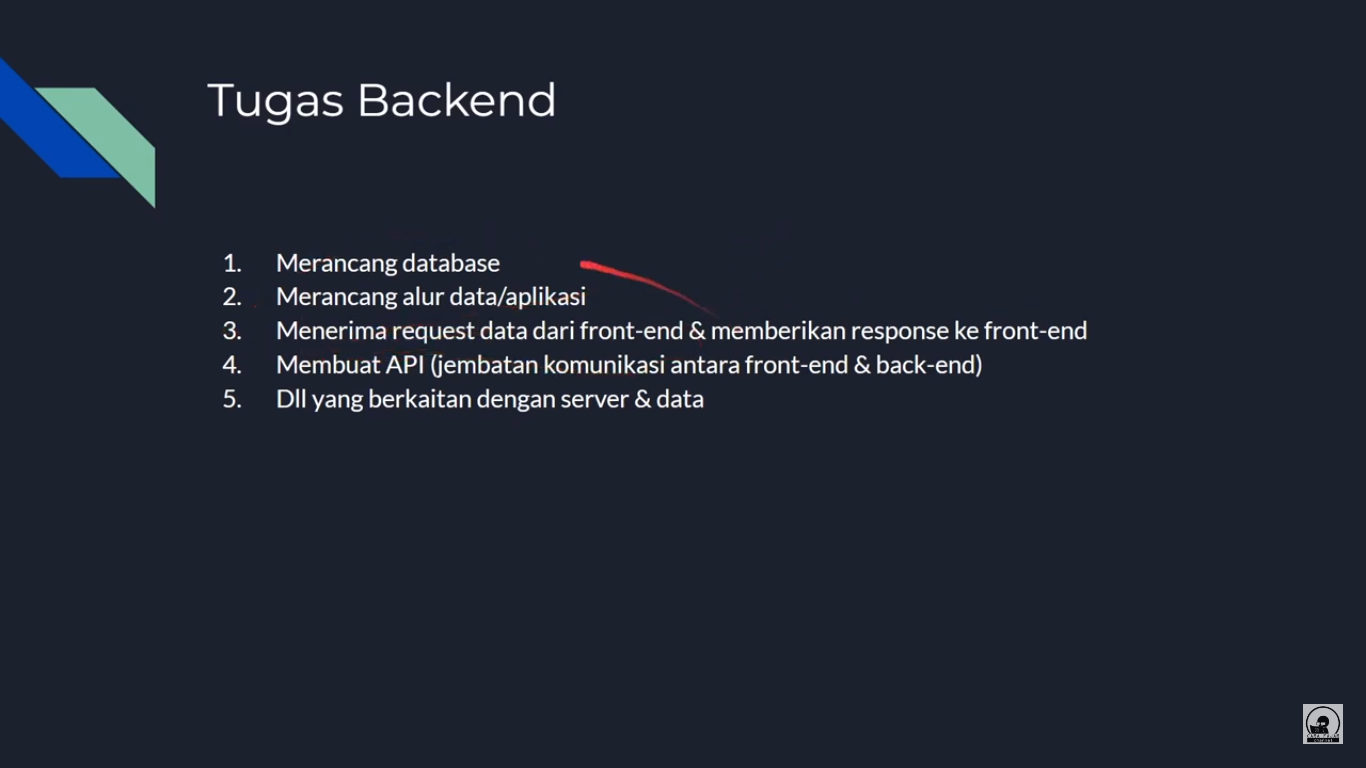 Tugas Backend
1. Merancang database
2. Merancang alur data/aplikasi
3. Menerima request data dari front-end & memberikan response ke front-end
4. Membuat API (jembatan komunikasi antara front-end & back-end)
5. Dll yang berkaitan dengan server & data